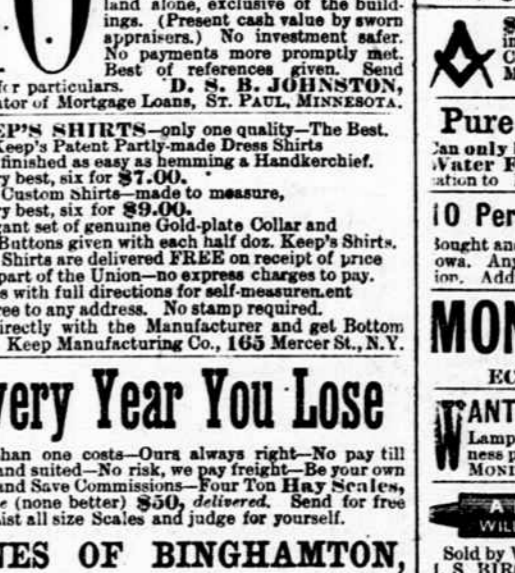 land alone, exclusive of the build-
ings. (Present cash value by sworn
appraisers.) No investment safer.
No payments more promptly met.
Best of references given. Send
for particulars. D. S. B. JOHNSTON,
ator of Mortgage Loans, ST. PAUL, MINNESOTA.
EP'S SHIRTS—only one quality—The Best.
Keep's Patent Partly-made Dress Shirts
finished as easy as hemming a Handkerchief.
ry best, six for $7.00.
Custom Shirts—made to measure,
ry best, six for $9.00.
gant set of genuine Gold-plate Collar and
Buttons given with each half doz. Keep's Shirts.
Shirts are delivered FREE on receipt of price
part of the Union—no express charges to pay.
s with full directions for self-measurement
ree to any address. No stamp required.
irectly with the Manufacturer and get Bottom
Keep Manufacturing Co., 165 Mercer St., N.Y.
very Year You Lose
than one costs—Ours always right—No pay till
and suited—No risk, we pay freight—Be your own
and Save Commissions—Four Ton Hay Scales,
e (none better) $50, delivered. Send for free
ist all size Scales and judge for yourself.
NES OF BINGHAMTON,
Pure
Can only
Water F
ation to
10 Per
Bought and
owa. Any
ion. Add
MON
EC
WANT
Lamp
ness p
MONI
A
WIL
Sold by W